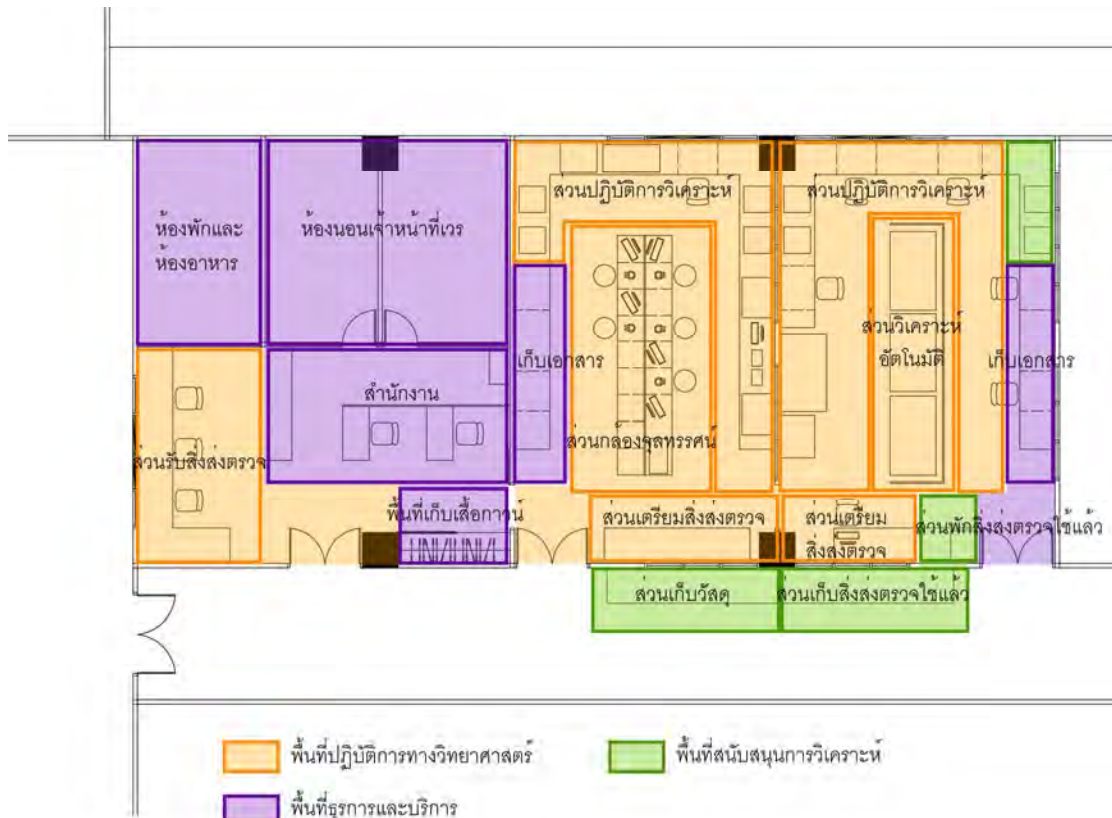 ส่วนปฏิบัติการวิเคราะห์
ส่วนปฏิบัติการวิเคราะห์
ห้องพักและ
ห้องอาหาร
ห้องนอนเจ้าหน้าที่เวร
ส่วนวิเคราะห์
อัตโนมัติ
เก็บเอกสาร
เก็บเอกสาร
สำนักงาน
ส่วนกล้องจุลทรรศน์
ส่วนรับสิ่งส่งตรวจ
พื้นที่เก็บเสื้อกาวน์
ส่วนเตรียมสิ่งส่งตรวจ
ส่วนเตรียม
สิ่งส่งตรวจ
ส่วนพักสิ่งส่งตรวจใช้แล้ว
ส่วนเก็บวัสดุ
ส่วนเก็บสิ่งส่งตรวจใช้แล้ว
พื้นที่ปฏิบัติการทางวิทยาศาสตร์
พื้นที่สนับสนุนการวิเคราะห์
พื้นที่ธุรการและบริการ